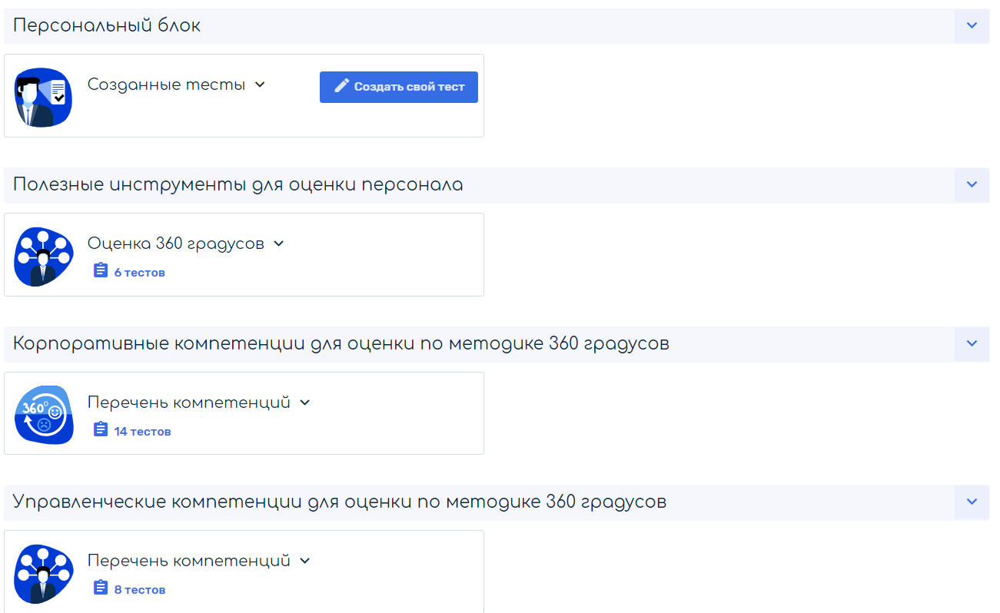 Персональный блок
Созданные тесты
Создать свой тест
Полезные инструменты для оценки персонала
Оценка 360 градусов
6 тестов
Корпоративные компетенции для оценки по методике 360 градусов
360°
Перечень компетенций
14 тестов
Управленческие компетенции для оценки по методике 360 градусов
Перечень компетенций
8 тестов